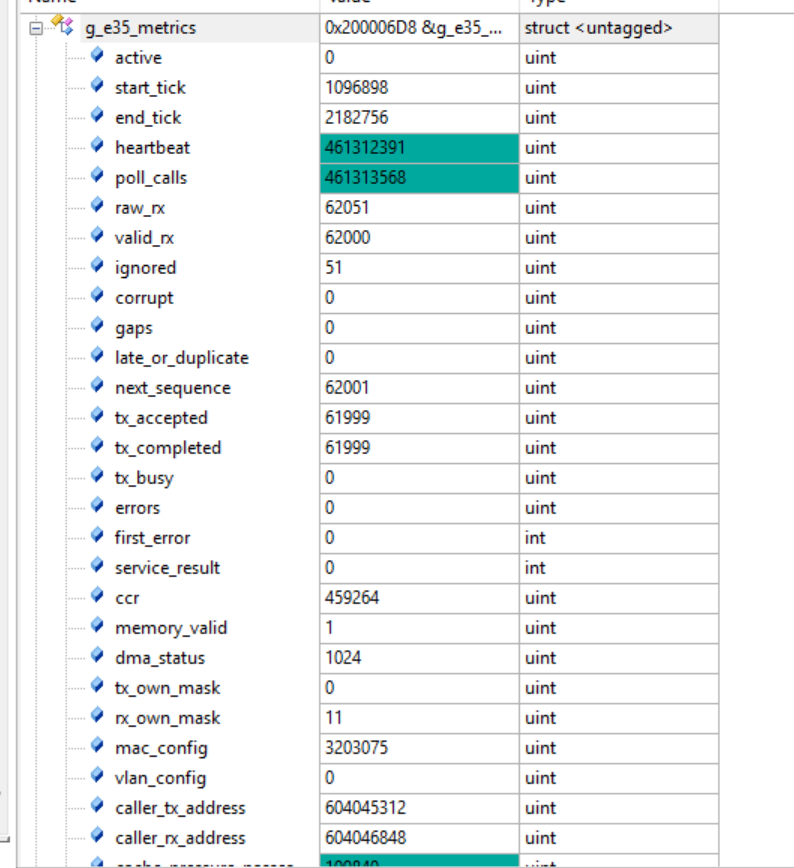 g_e35_metrics 0x200006D8 &g_e35_... struct <untagged>
active 0 uint
start_tick 1096898 uint
end_tick 2182756 uint
heartbeat 461312391 uint
poll_calls 461313568 uint
raw_rx 62051 uint
valid_rx 62000 uint
ignored 51 uint
corrupt 0 uint
gaps 0 uint
late_or_duplicate 0 uint
next_sequence 62001 uint
tx_accepted 61999 uint
tx_completed 61999 uint
tx_busy 0 uint
errors 0 uint
first_error 0 int
service_result 0 int
ccr 459264 uint
memory_valid 1 uint
dma_status 1024 uint
tx_own_mask 0 uint
rx_own_mask 11 uint
mac_config 3203075 uint
vlan_config 0 uint
caller_tx_address 604045312 uint
caller_rx_address 604046848 uint